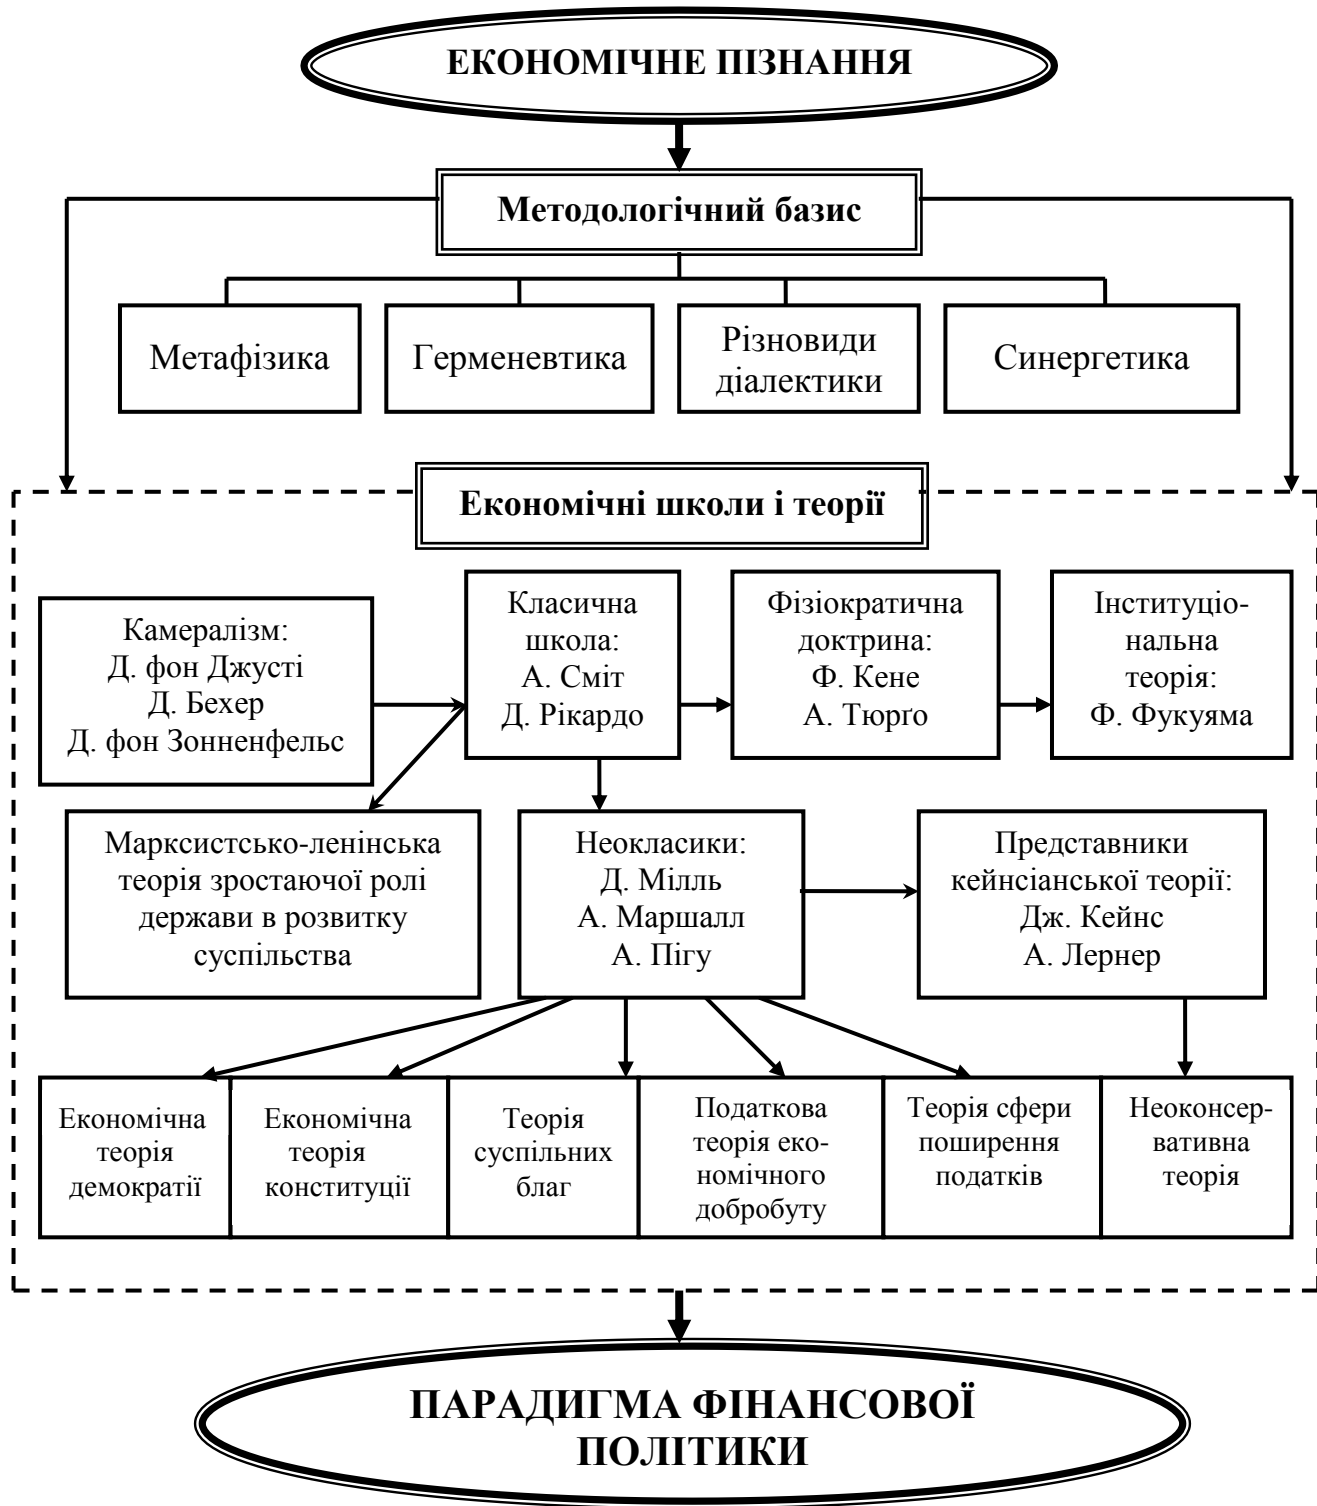 ЕКОНОМІЧНЕ ПІЗНАННЯ
Методологічний базис
Метафізика
Герменевтика
Різновиди
діалектики
Синергетика
Економічні школи і теорії
Камералізм:
Д. фон Джусті
Д. Бехер
Д. фон Зонненфельс
Класична
школа:
А. Сміт
Д. Рікардо
Фізіократична
доктрина:
Ф. Кене
А. Тюрґо
Інституціо-
нальна
теорія:
Ф. Фукуяма
Марксистсько-ленінська
теорія зростаючої ролі
держави в розвитку
суспільства
Неокласики:
Д. Мілль
А. Маршалл
А. Пігу
Представники
кейнсіанської теорії:
Дж. Кейнс
А. Лернер
Економічна
теорія
демократії
Економічна
теорія
конституції
Теорія
суспільних
благ
Податкова
теорія еко-
номічного
добробуту
Теорія сфери
поширення
податків
Неоконсер-
вативна
теорія
ПАРАДИГМА ФІНАНСОВОЇ
ПОЛІТИКИ